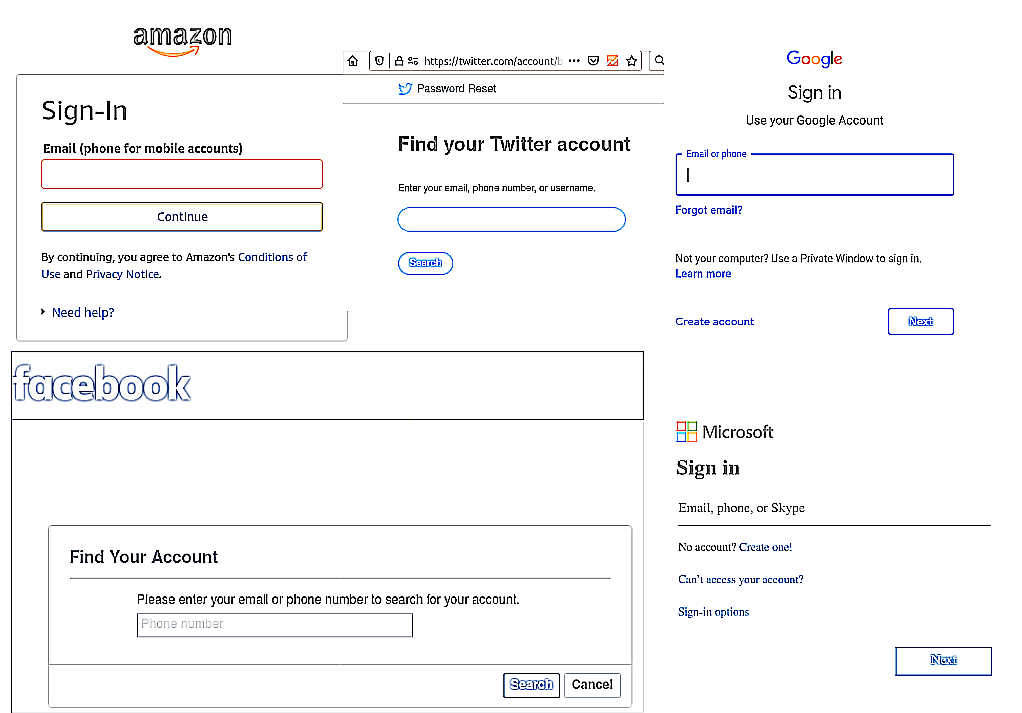 amazon
Sign-In
Email (phone for mobile accounts)
Continue
By continuing, you agree to Amazon's Conditions of
Use and Privacy Notice.
Need help?
https://twitter.com/account/b
Password Reset
Find your Twitter account
Enter your email, phone number, or username.
Search
Google
Sign in
Use your Google Account
Email or phone
Forgot email?
Not your computer? Use a Private Window to sign in.
Learn more
Create account
Next
facebook
Find Your Account
Please enter your email or phone number to search for your account.
Phone number
Search
Cancel
Microsoft
Sign in
Email, phone, or Skype
No account? Create one!
Can't access your account?
Sign-in options
Next